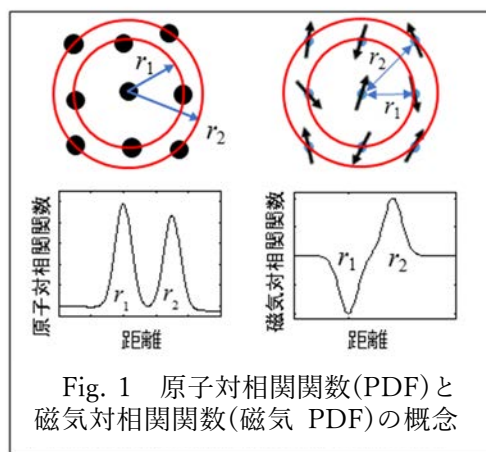 r1
r2
r2
r1
原子対相関関数
r1
r2
距離
磁気対相関関数
r1
r2
距離
Fig. 1 原子対相関関数(PDF)と
磁気対相関関数(磁気 PDF)の概念